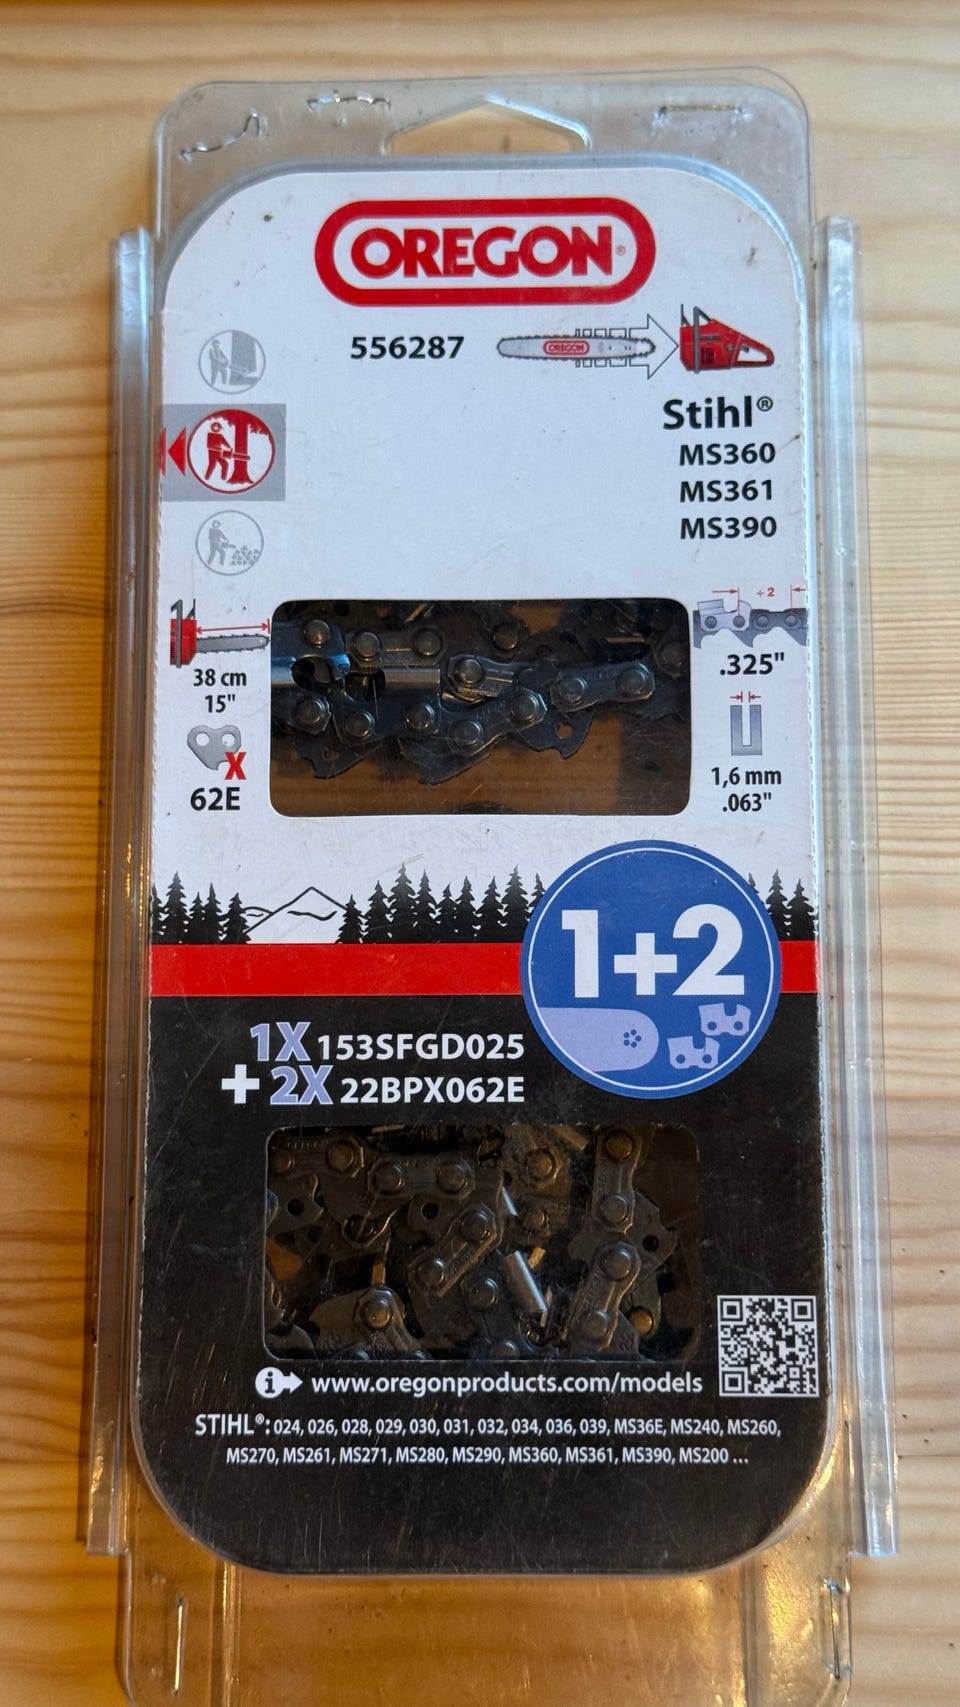 OREGON®
556287
OREGON
Stihl®
MS360
MS361
MS390
÷2
38 cm
15"
.325"
X
62E
1,6 mm
.063"
1+2
1X 153SFGD025
+ 2X 22BPX062E
i www.oregonproducts.com/models
STIHL®: 024, 026, 028, 029, 030, 031, 032, 034, 036, 039, MS36E, MS240, MS260,
MS270, MS261, MS271, MS280, MS290, MS360, MS361, MS390, MS200 ...